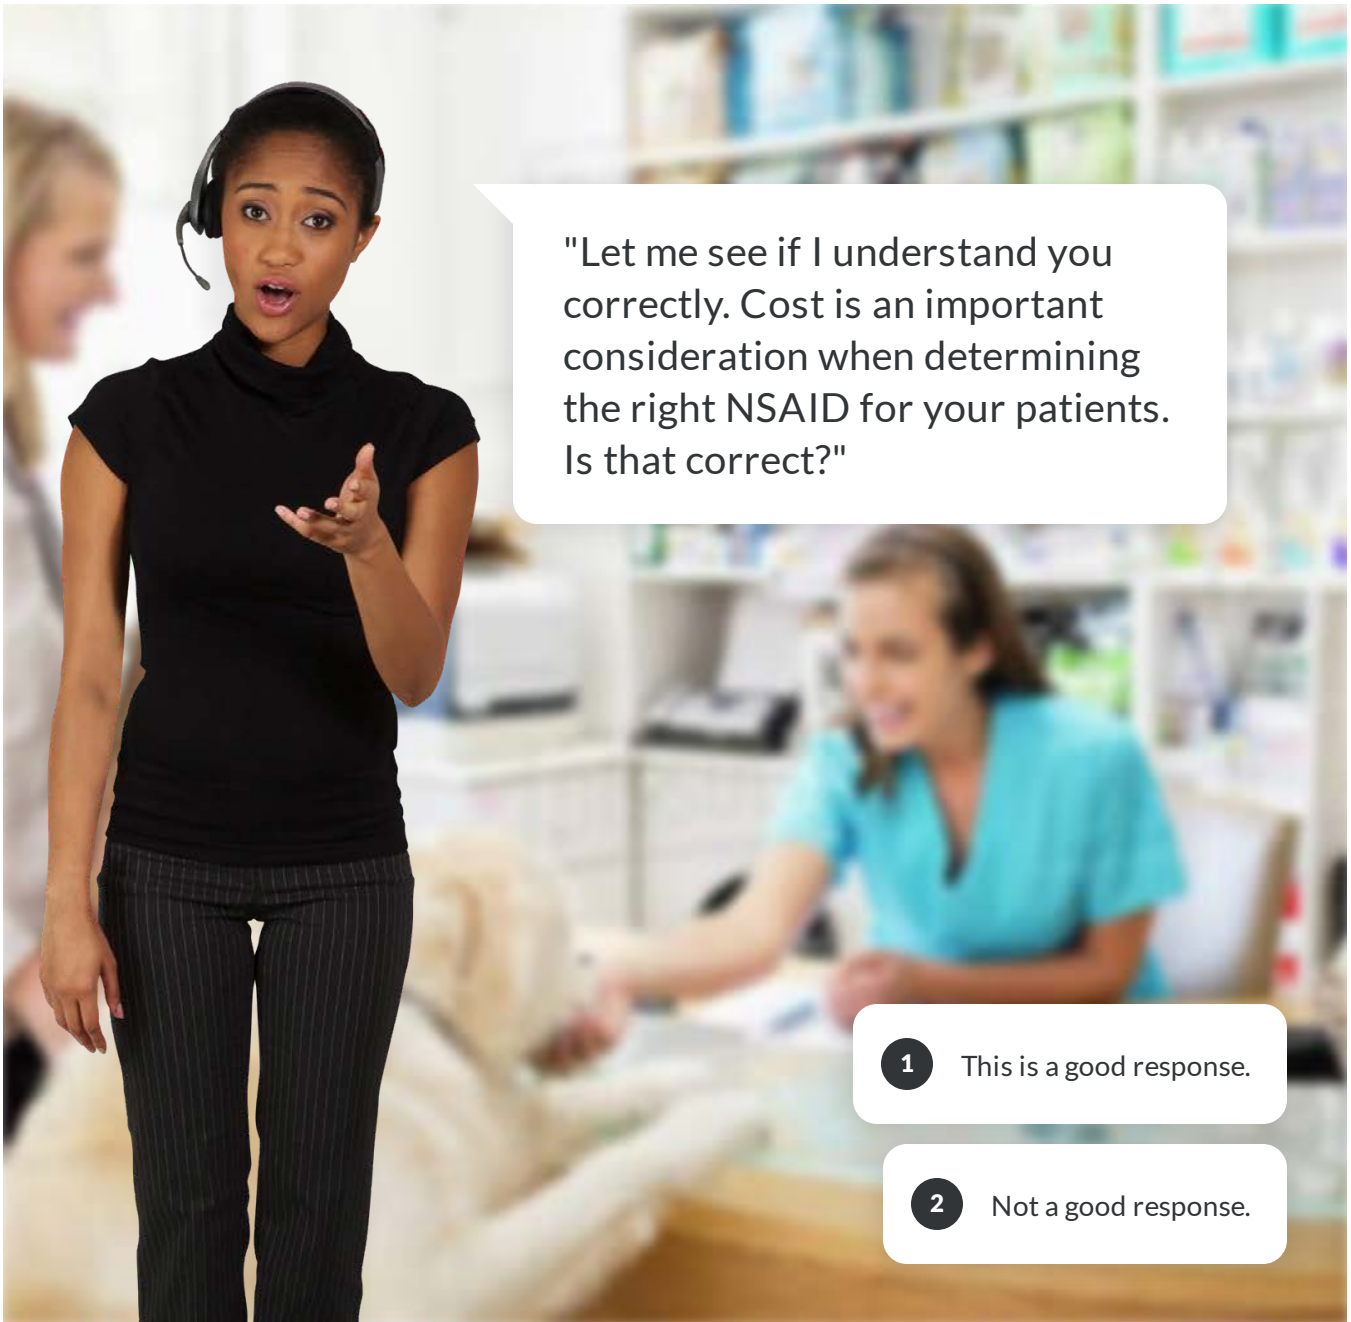 "Let me see if I understand you
correctly. Cost is an important
consideration when determining
the right NSAID for your patients.
Is that correct?"
1 This is a good response.
2 Not a good response.